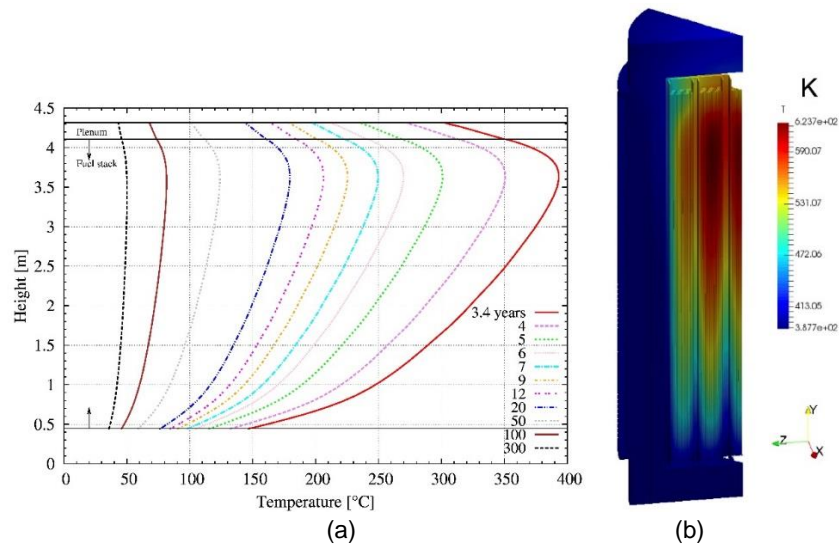 4.5
4
3.5
3
2.5
2
1.5
1
0.5
0
Height [m]
Plenum
Fuel stack
3.4 years
4
5
6
7
9
12
20
50
100
300
0 50 100 150 200 250 300 350 400
Temperature [°C]
(a)
K
T
6.237e+02
590.07
531.07
472.06
413.05
3.877e+02
Y
Z
X
(b)